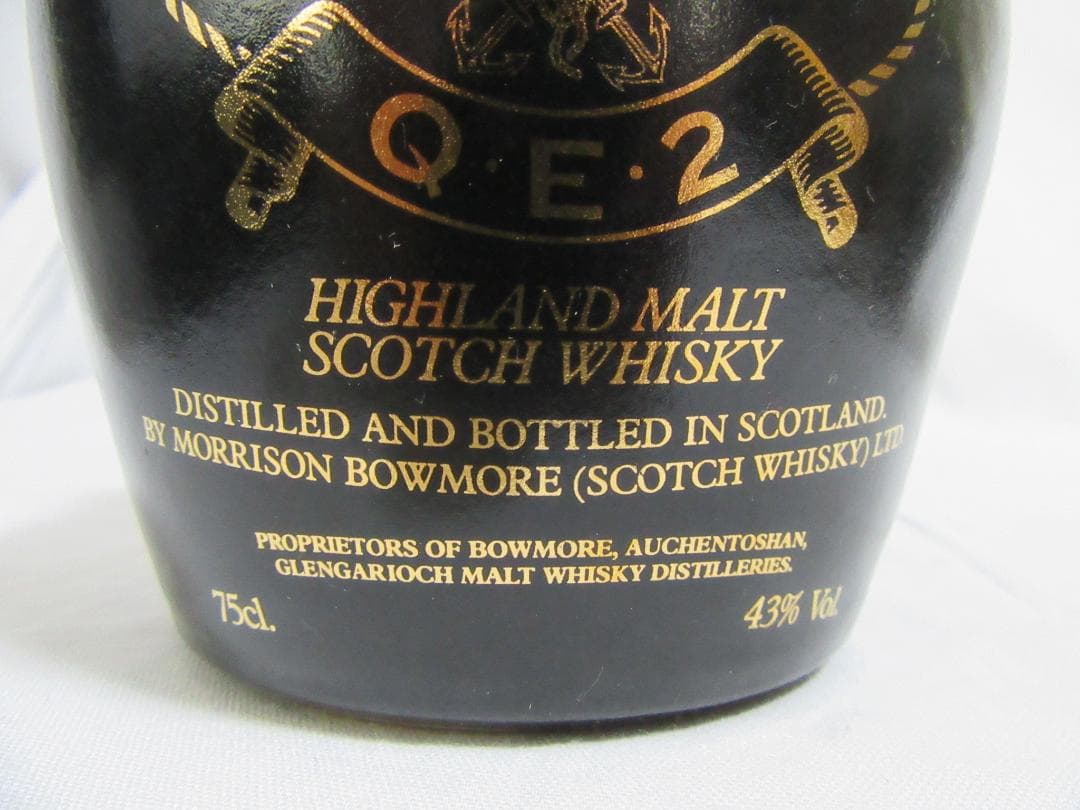 Q·E·2
HIGHLAND MALT
SCOTCH WHISKY
DISTILLED AND BOTTLED IN SCOTLAND.
BY MORRISON BOWMORE (SCOTCH WHISKY) LTD.
PROPRIETORS OF BOWMORE, AUCHENTOSHAN,
GLENGARIOCH MALT WHISKY DISTILLERIES.
75cl. 43% Vol.